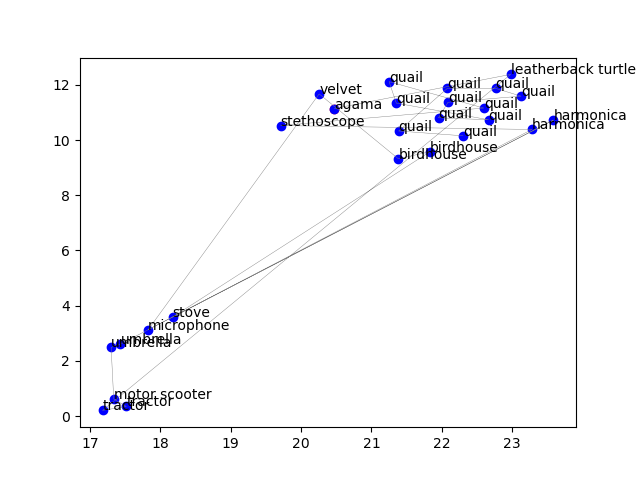 leatherback turtle
quail
quail
quail
velvet
quail
quail
quail
agama
quail
quail
quail
harmonica
stethoscope
harmonica
quail
quail
birdhouse
birdhouse
stove
microphone
umbrella
umbrella
motor scooter
tractor
tractor
12
10
8
6
4
2
0
17 18 19 20 21 22 23